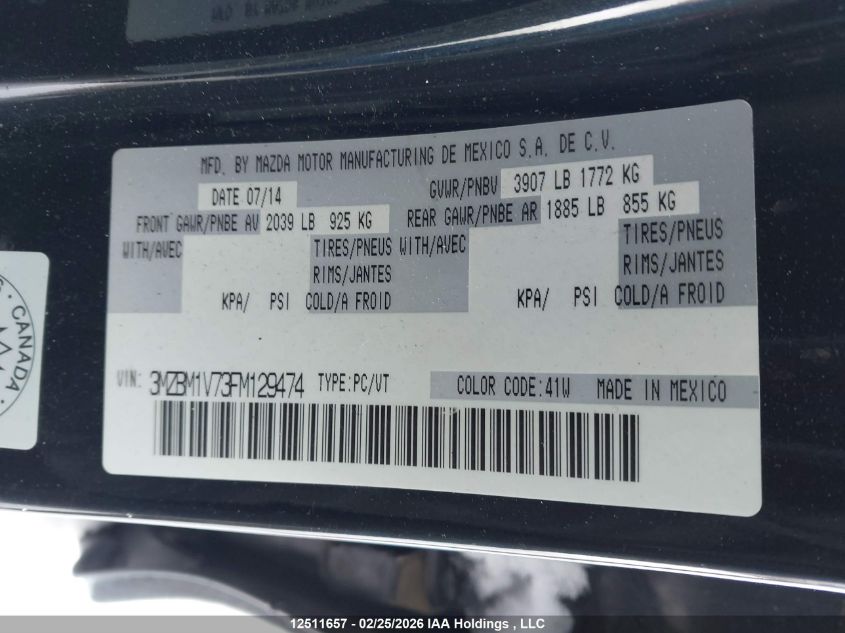 MFD. BY MAZDA MOTOR MANUFACTURING DE MEXICO S.A. DE C.V.
DATE 07/14 GVWR/PNBV 3907 LB 1772 KG
FRONT GAWR/PNBE AV 2039 LB 925 KG REAR GAWR/PNBE AR 1885 LB 855 KG
WITH/AVEC TIRES/PNEUS WITH/AVEC TIRES/PNEUS
RIMS/JANTES RIMS/JANTES
KPA/ PSI COLD/A FROID KPA/ PSI COLD/A FROID
VIN: 3MZBM1V73FM129474 TYPE:PC/VT COLOR CODE:41W MADE IN MEXICO
CANADA
12511657 - 02/25/2026 IAA Holdings , LLC